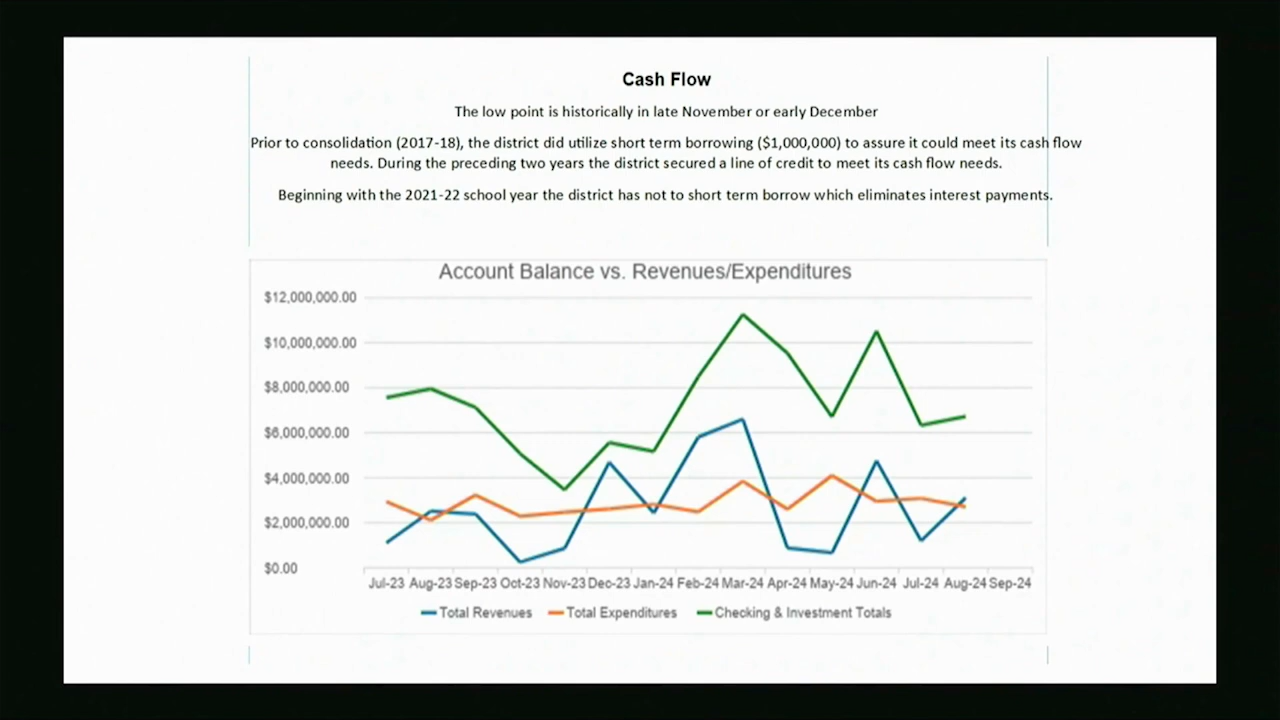 Cash Flow
The low point is historically in late November or early December
Prior to consolidation (2017-18), the district did utilize short term borrowing ($1,000,000) to assure it could meet its cash flow
needs. During the preceding two years the district secured a line of credit to meet its cash flow needs.
Beginning with the 2021-22 school year the district has not to short term borrow which eliminates interest payments.
Account Balance vs. Revenues/Expenditures
$12,000,000.00
$10,000,000.00
$8,000,000.00
$6,000,000.00
$4,000,000.00
$2,000,000.00
$0.00
Jul-23 Aug-23 Sep-23 Oct-23 Nov-23 Dec-23 Jan-24 Feb-24 Mar-24 Apr-24 May-24 Jun-24 Jul-24 Aug-24 Sep-24
Total Revenues Total Expenditures Checking & Investment Totals